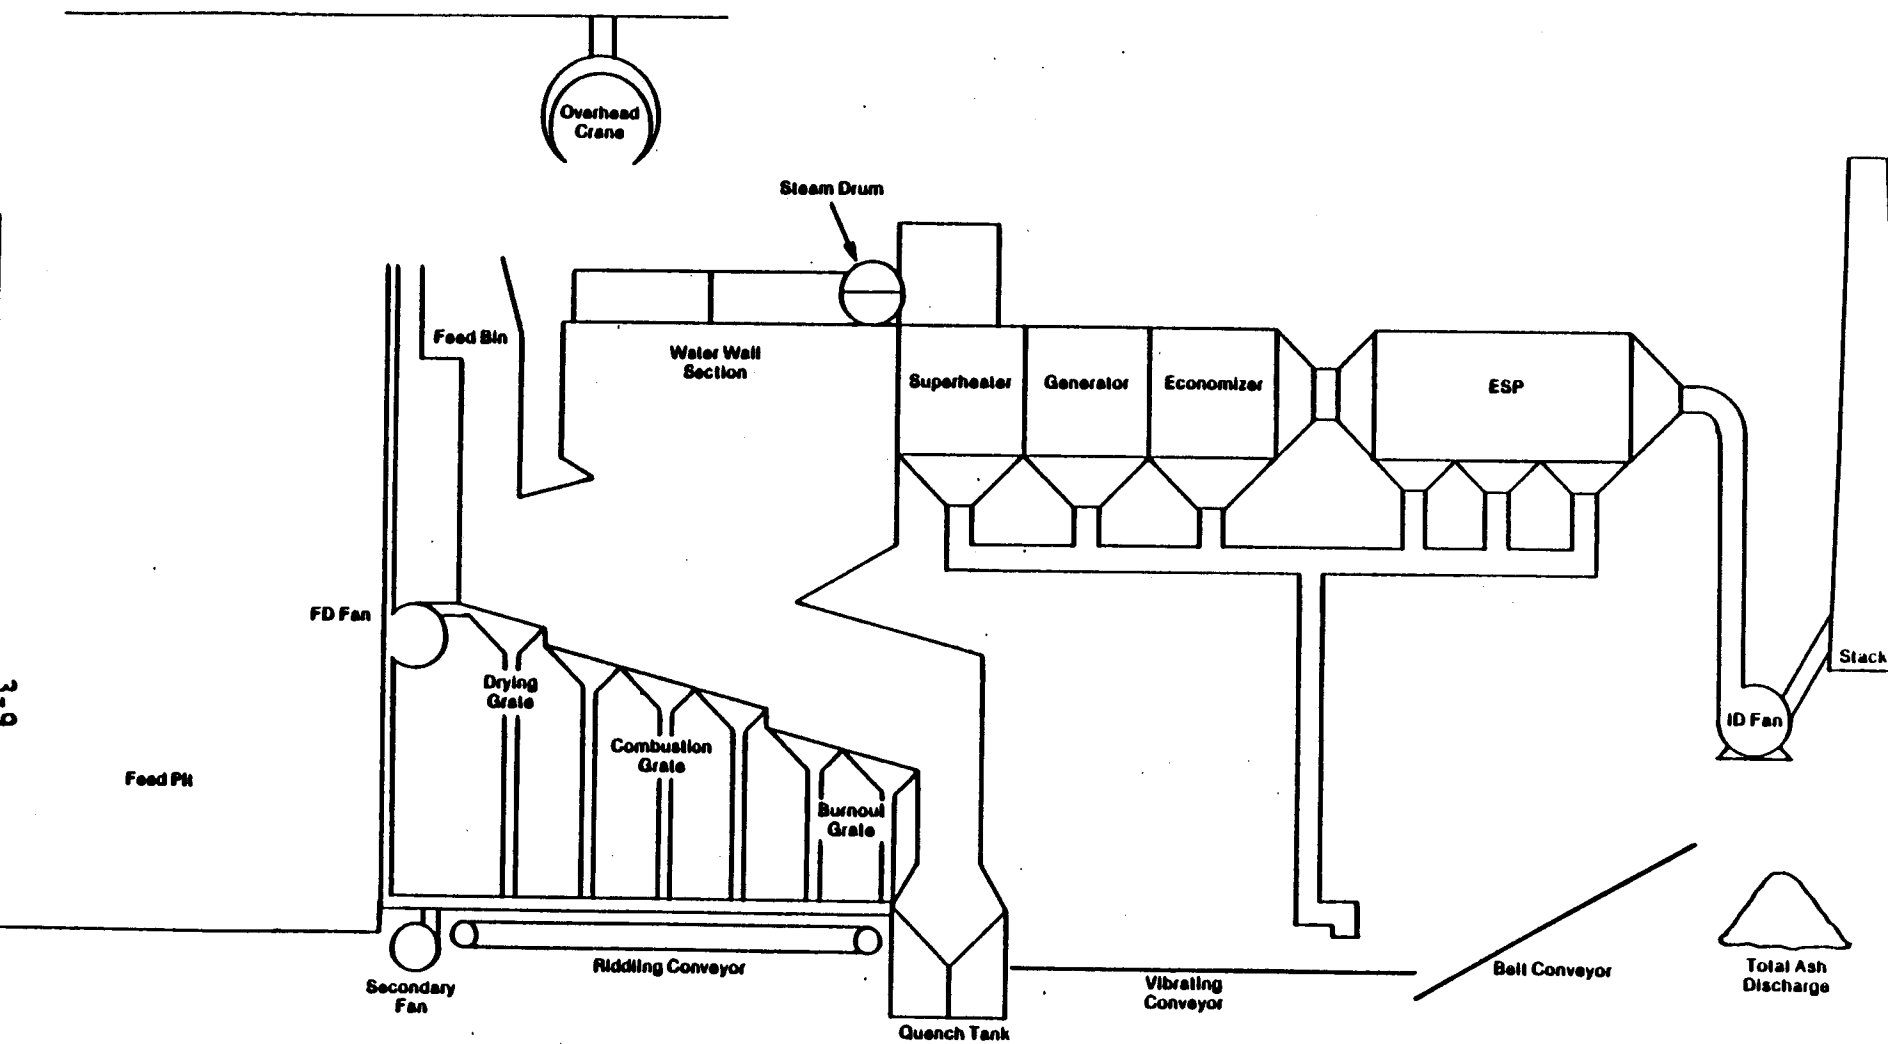 Overhead
Crane
Steam Drum
Feed Bin
Water Wall
Section
Superheater
Generator
Economizer
ESP
FD Fan
Stack
Drying
Grate
ID Fan
Combustion
Grate
Feed Pit
Burnout
Grate
Riddling Conveyor
Secondary
Fan
Vibrating
Conveyor
Belt Conveyor
Total Ash
Discharge
Quench Tank